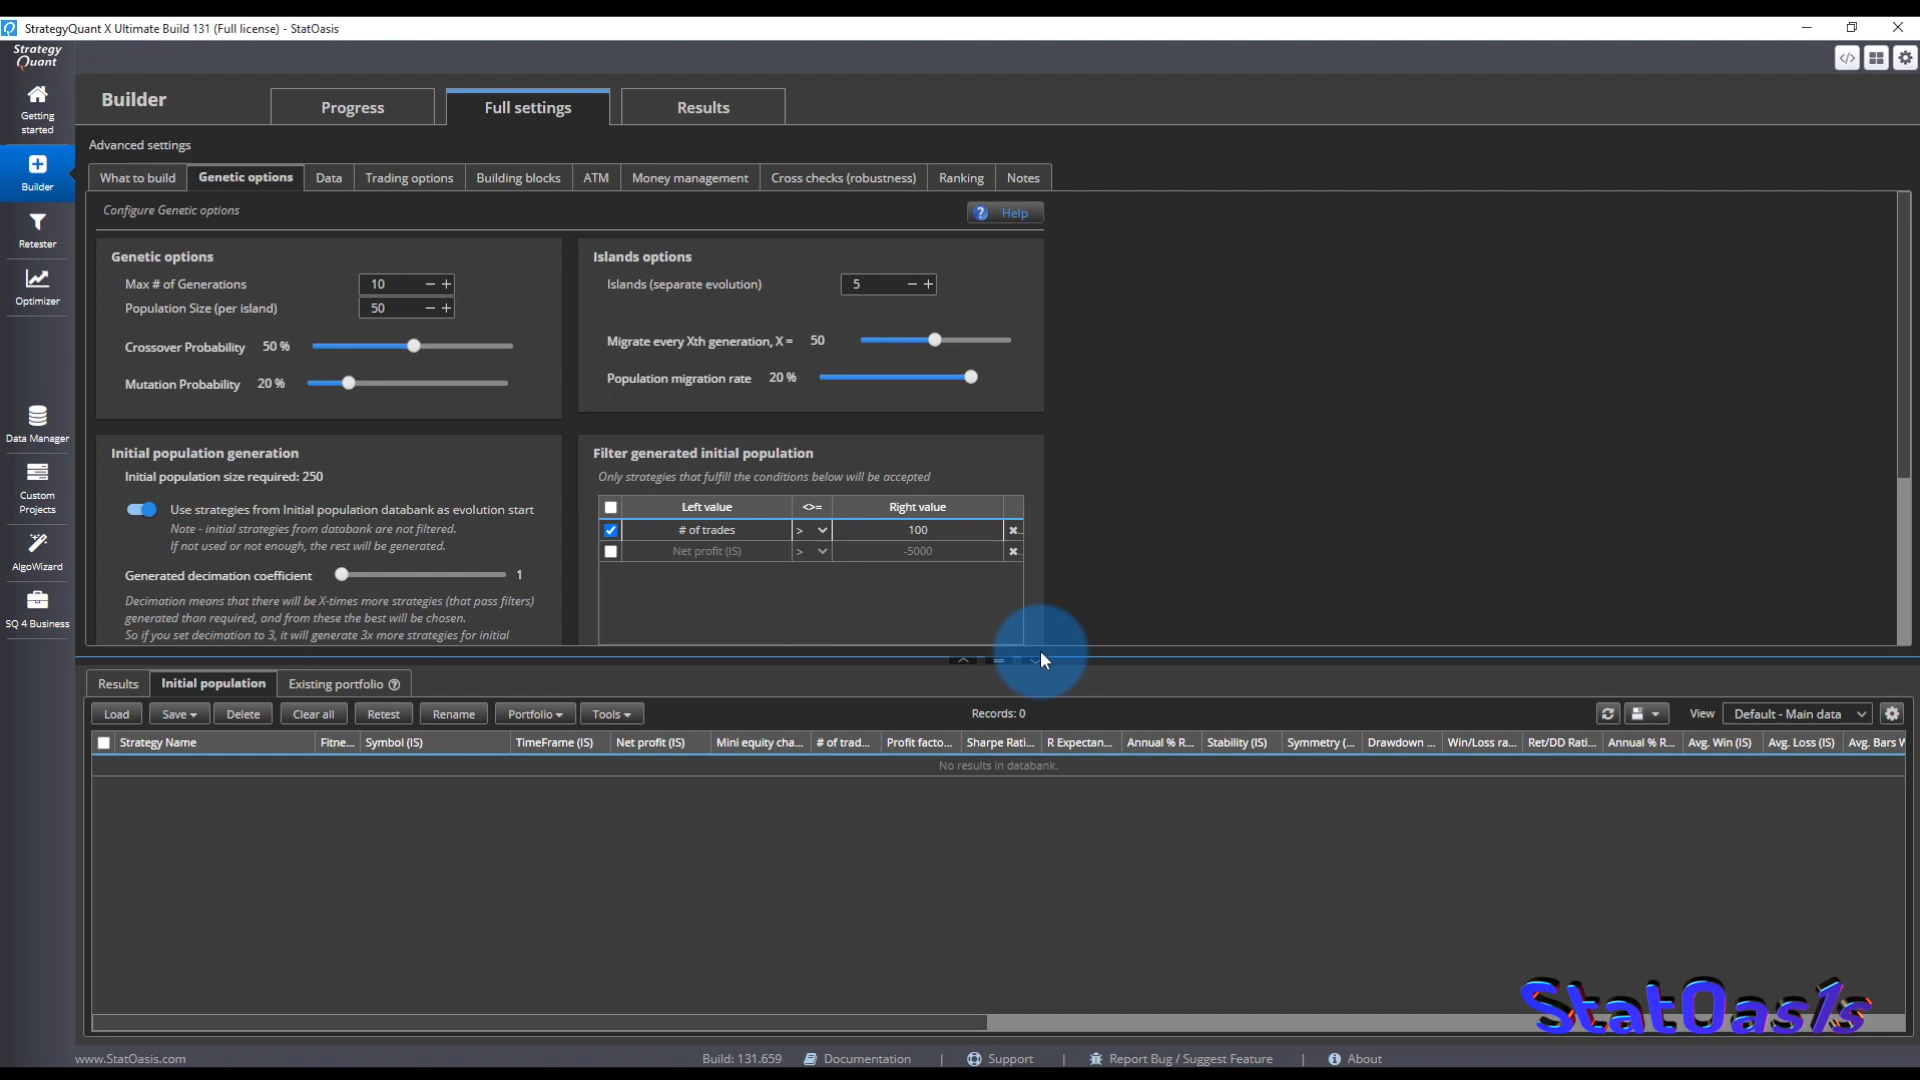 StrategyQuant X Ultimate Build 131 (Full license) - StatOasis
Strategy
Quant
Getting
started
Builder
Retester
Optimizer
Data Manager
Custom
Projects
AlgoWizard
SQ 4 Business
Builder
Progress
Full settings
Results
Advanced settings
What to build
Genetic options
Data
Trading options
Building blocks
ATM
Money management
Cross checks (robustness)
Ranking
Notes
Configure Genetic options
? Help
Genetic options
Max # of Generations 10 - +
Population Size (per island) 50 - +
Crossover Probability 50 %
Mutation Probability 20 %
Islands options
Islands (separate evolution) 5 - +
Migrate every Xth generation, X = 50
Population migration rate 20 %
Initial population generation
Initial population size required: 250
Use strategies from Initial population databank as evolution start
Note - initial strategies from databank are not filtered.
If not used or not enough, the rest will be generated.
Generated decimation coefficient 1
Decimation means that there will be X-times more strategies (that pass filters)
generated than required, and from these the best will be chosen.
So if you set decimation to 3, it will generate 3x more strategies for initial
Filter generated initial population
Only strategies that fulfill the conditions below will be accepted
Left value <>= Right value
# of trades > 100
Net profit (IS) > -5000
Results
Initial population
Existing portfolio ?
Load
Save
Delete
Clear all
Retest
Rename
Portfolio
Tools
Records: 0
View Default - Main data
Strategy Name Fitne... Symbol (IS) TimeFrame (IS) Net profit (IS) Mini equity cha... # of trad... Profit facto... Sharpe Rati... R Expectan... Annual % R... Stability (IS) Symmetry (... Drawdown ... Win/Loss ra... Ret/DD Rati... Annual % R... Avg. Win (IS) Avg. Loss (IS) Avg. Bars W
No results in databank.
StatOas1s
www.StatOasis.com
Build: 131.659 Documentation | Support | Report Bug / Suggest Feature | About